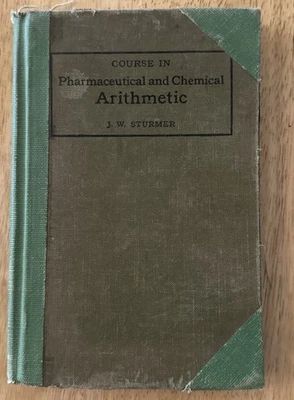 COURSE IN
Pharmaceutical and Chemical
Arithmetic
J. W. STURMER